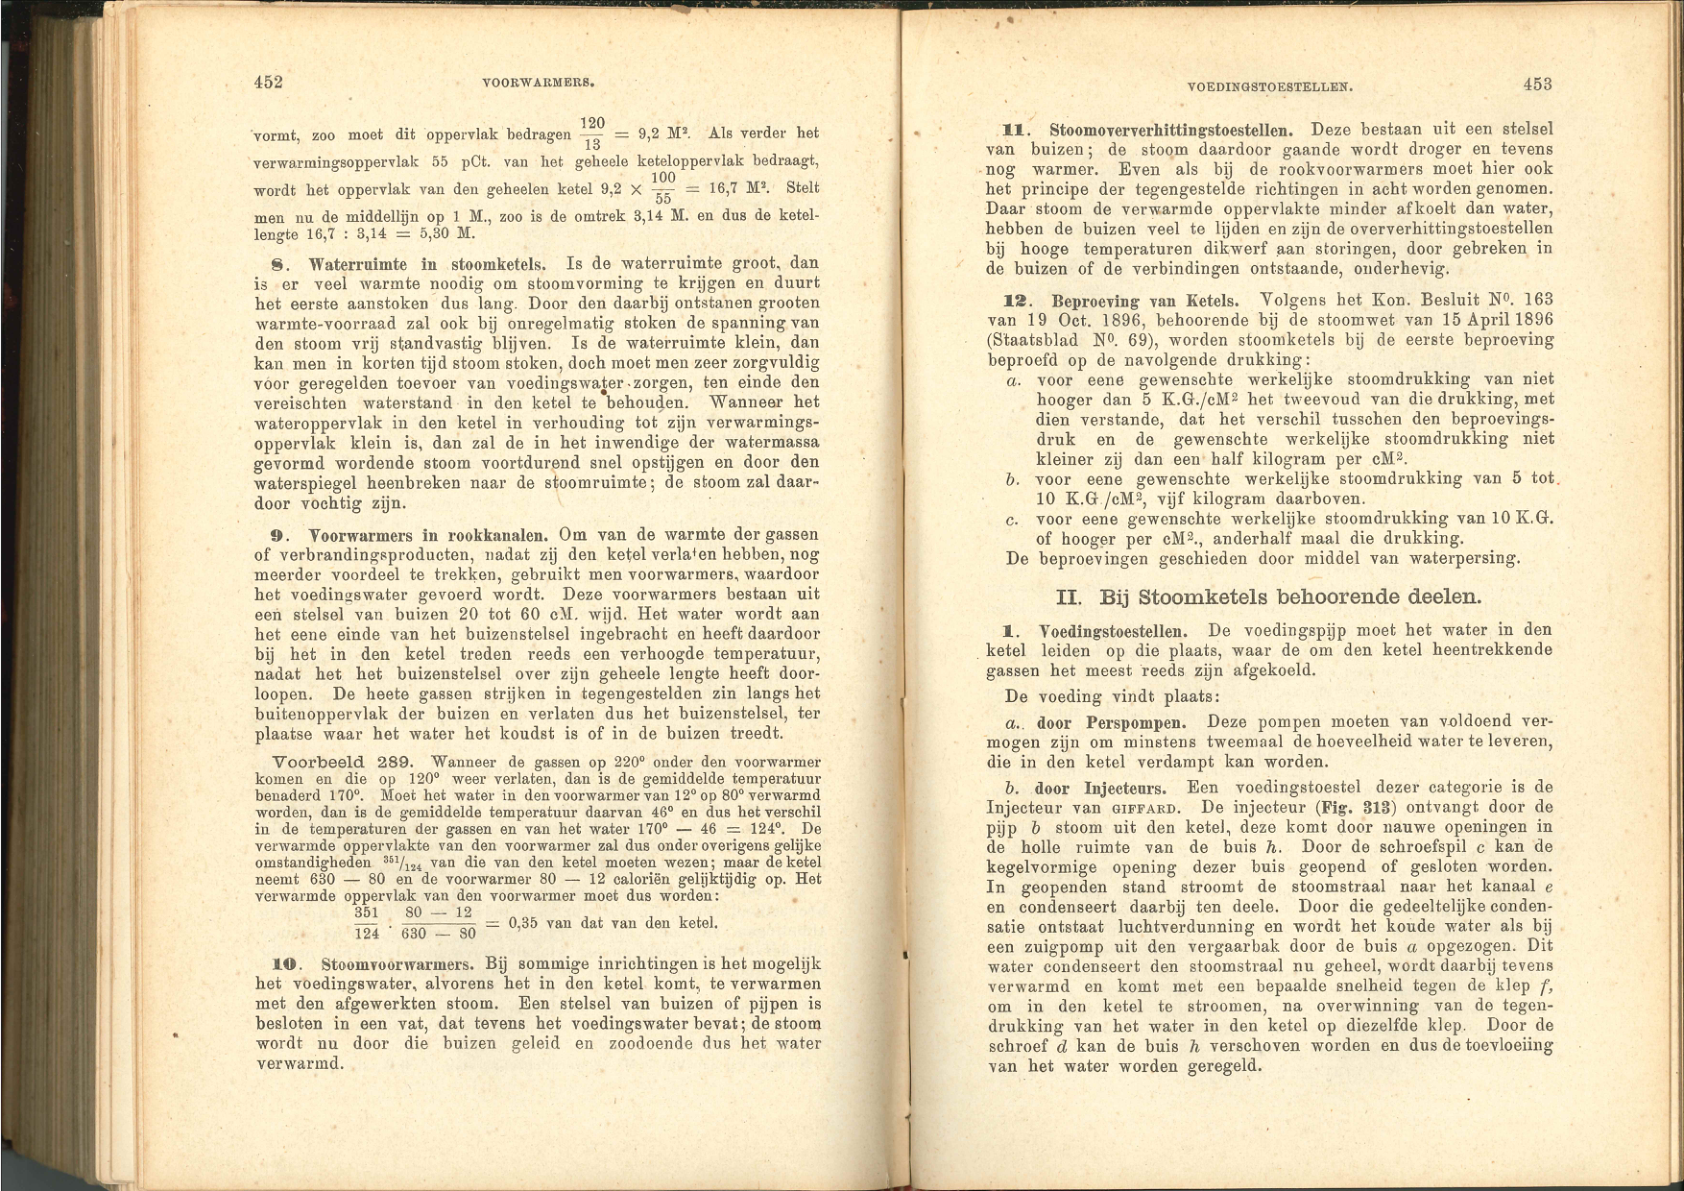 452
VOORWARMERS.
vormt, zoo moet dit oppervlak bedragen 120/13 = 9,2 M². Als verder het
verwarmingsoppervlak 55 pCt. van het geheele keteloppervlak bedraagt,
wordt het oppervlak van den geheelen ketel 9,2 × 100/55 = 16,7 M². Stelt
men nu de middellijn op 1 M., zoo is de omtrek 3,14 M. en dus de ketel-
lengte 16,7 : 3,14 = 5,30 M.
8. Waterruimte in stoomketels. Is de waterruimte groot, dan
is er veel warmte noodig om stoomvorming te krijgen en duurt
het eerste aanstoken dus lang. Door den daarbij ontstanen grooten
warmte-voorraad zal ook bij onregelmatig stoken de spanning van
den stoom vrij standvastig blijven. Is de waterruimte klein, dan
kan men in korten tijd stoom stoken, doch moet men zeer zorgvuldig
voor geregelden toevoer van voedingswater zorgen, ten einde den
vereischten waterstand in den ketel te behouden. Wanneer het
wateroppervlak in den ketel in verhouding tot zijn verwarmings-
oppervlak klein is, dan zal de in het inwendige der watermassa
gevormd wordende stoom voortdurend snel opstijgen en door den
waterspiegel heenbreken naar de stoomruimte; de stoom zal daar-
door vochtig zijn.
9. Voorwarmers in rookkanalen. Om van de warmte der gassen
of verbrandingsproducten, nadat zij den ketel verlaten hebben, nog
meerder voordeel te trekken, gebruikt men voorwarmers, waardoor
het voedingswater gevoerd wordt. Deze voorwarmers bestaan uit
een stelsel van buizen 20 tot 60 cM. wijd. Het water wordt aan
het eene einde van het buizenstelsel ingebracht en heeft daardoor
bij het in den ketel treden reeds een verhoogde temperatuur,
nadat het het buizenstelsel over zijn geheele lengte heeft door-
loopen. De heete gassen strijken in tegengestelden zin langs het
buitenoppervlak der buizen en verlaten dus het buizenstelsel, ter
plaatse waar het water het koudst is of in de buizen treedt.
Voorbeeld 289. Wanneer de gassen op 220° onder den voorwarmer
komen en die op 120° weer verlaten, dan is de gemiddelde temperatuur
benaderd 170°. Moet het water in den voorwarmer van 12° op 80° verwarmd
worden, dan is de gemiddelde temperatuur daarvan 46° en dus het verschil
in de temperaturen der gassen en van het water 170° — 46 = 124°. De
verwarmde oppervlakte van den voorwarmer zal dus onder overigens gelijke
omstandigheden ³⁵¹/₁₂₄ van die van den ketel moeten wezen; maar de ketel
neemt 630 — 80 en de voorwarmer 80 — 12 caloriën gelijktijdig op. Het
verwarmde oppervlak van den voorwarmer moet dus worden:
351/124 · (80 — 12)/(630 — 80) = 0,35 van dat van den ketel.
10. Stoomvoorwarmers. Bij sommige inrichtingen is het mogelijk
het voedingswater, alvorens het in den ketel komt, te verwarmen
met den afgewerkten stoom. Een stelsel van buizen of pijpen is
besloten in een vat, dat tevens het voedingswater bevat; de stoom
wordt nu door die buizen geleid en zoodoende dus het water
verwarmd.
VOEDINGSTOESTELLEN.
453
11. Stoomoververhittingstoestellen. Deze bestaan uit een stelsel
van buizen; de stoom daardoor gaande wordt droger en tevens
nog warmer. Even als bij de rookvoorwarmers moet hier ook
het principe der tegengestelde richtingen in acht worden genomen.
Daar stoom de verwarmde oppervlakte minder afkoelt dan water,
hebben de buizen veel te lijden en zijn de oververhittingstoestellen
bij hooge temperaturen dikwerf aan storingen, door gebreken in
de buizen of de verbindingen ontstaande, onderhevig.
12. Beproeving van Ketels. Volgens het Kon. Besluit N⁰. 163
van 19 Oct. 1896, behoorende bij de stoomwet van 15 April 1896
(Staatsblad N⁰. 69), worden stoomketels bij de eerste beproeving
beproefd op de navolgende drukking:
a. voor eene gewenschte werkelijke stoomdrukking van niet
hooger dan 5 K.G./cM² het tweevoud van die drukking, met
dien verstande, dat het verschil tusschen den beproevings-
druk en de gewenschte werkelijke stoomdrukking niet
kleiner zij dan een half kilogram per cM².
b. voor eene gewenschte werkelijke stoomdrukking van 5 tot
10 K.G./cM², vijf kilogram daarboven.
c. voor eene gewenschte werkelijke stoomdrukking van 10 K.G.
of hooger per cM²., anderhalf maal die drukking.
De beproevingen geschieden door middel van waterpersing.
II. Bij Stoomketels behoorende deelen.
1. Voedingstoestellen. De voedingspijp moet het water in den
ketel leiden op die plaats, waar de om den ketel heentrekkende
gassen het meest reeds zijn afgekoeld.
De voeding vindt plaats:
a. door Perspompen. Deze pompen moeten van voldoend ver-
mogen zijn om minstens tweemaal de hoeveelheid water te leveren,
die in den ketel verdampt kan worden.
b. door Injecteurs. Een voedingstoestel dezer categorie is de
Injecteur van GIFFARD. De injecteur (Fig. 313) ontvangt door de
pijp b stoom uit den ketel, deze komt door nauwe openingen in
de holle ruimte van de buis h. Door de schroefspil c kan de
kegelvormige opening dezer buis geopend of gesloten worden.
In geopenden stand stroomt de stoomstraal naar het kanaal e
en condenseert daarbij ten deele. Door die gedeeltelijke conden-
satie ontstaat luchtverdunning en wordt het koude water als bij
een zuigpomp uit den vergaarbak door de buis a opgezogen. Dit
water condenseert den stoomstraal nu geheel, wordt daarbij tevens
verwarmd en komt met een bepaalde snelheid tegen de klep f,
om in den ketel te stroomen, na overwinning van de tegen-
drukking van het water in den ketel op diezelfde klep. Door de
schroef d kan de buis h verschoven worden en dus de toevloeiing
van het water worden geregeld.